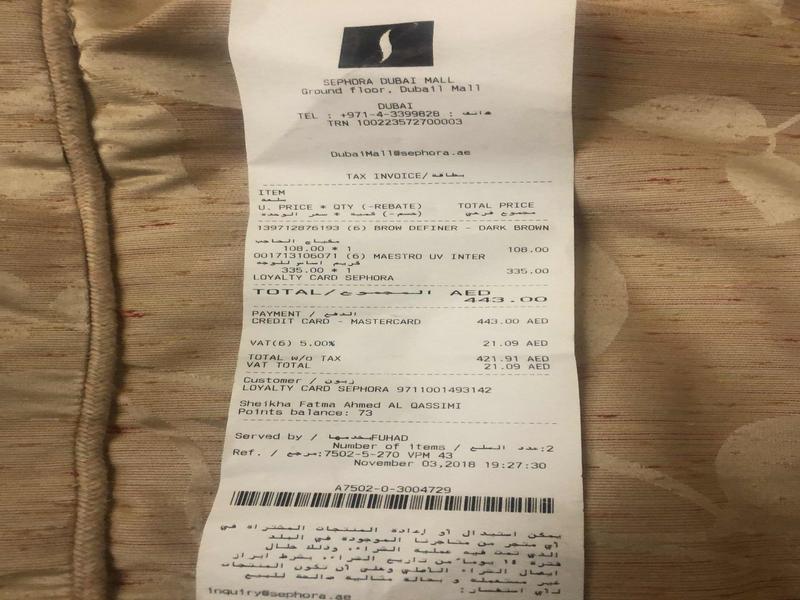 SEPHORA DUBAI MALL
Ground floor, Dubail Mall
DUBAI
TEL : +971-4-3399828 : هاتف
TRN 100223572700003
DubaiMall@sephora.ae
TAX INVOICE/بطاقة
ITEM
سلعة
U. PRICE * QTY (-REBATE) TOTAL PRICE
سعر الوحدة * كمية (-حسم) مجموع فرعي
139712876193 (6) BROW DEFINER - DARK BROWN
مكياج الحاجب
108.00 * 1 108.00
001713106071 (6) MAESTRO UV INTER
كريم اساس للوجه
335.00 * 1 335.00
LOYALTY CARD SEPHORA
TOTAL/المجموع AED
443.00
PAYMENT / الدفع
CREDIT CARD - MASTERCARD 443.00 AED
VAT(6) 5.00% 21.09 AED
TOTAL w/o TAX 421.91 AED
VAT TOTAL 21.09 AED
Customer / زبون
LOYALTY CARD SEPHORA 9711001493142
Sheikha Fatma Ahmed AL QASSIMI
Points balance: 73
Served by / يخدمها FUHAD
Number of items / عدد السلع :2
Ref. / مرجع :7502-5-270 VPM 43
November 03,2018 19:27:30
A7502-0-3004729
يمكن استبدال أو إعادة المنتجات المشتراة في
أي متجر من متاجرنا الموجودة في البلد
الذي تمت فيه عملية الشراء، وذلك خلال
فترة ١٤ يوما من تاريخ الشراء، بشرط ابراز
ايصال الشراء الأصلي وعلى أن تكون المنتجات
غير مستعملة و بحالة مثالية صالحة للبيع
لأي استفسار:
inquiry@sephora.ae